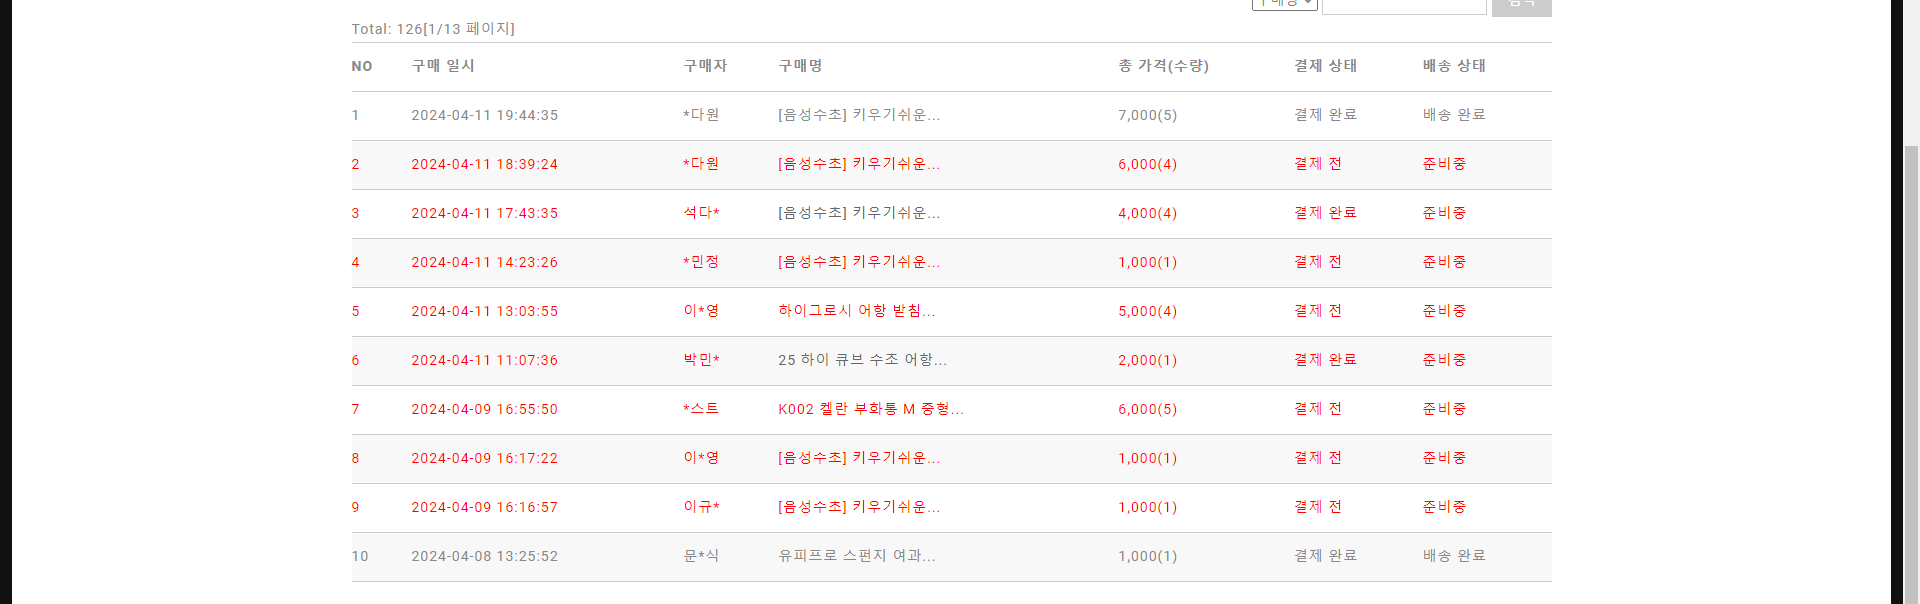 Total: 126[1/13 페이지]
NO 구매 일시 구매자 구매명 총 가격(수량) 결제 상태 배송 상태
1 2024-04-11 19:44:35 *다원 [음성수초] 키우기쉬운... 7,000(5) 결제 완료 배송 완료
2 2024-04-11 18:39:24 *다원 [음성수초] 키우기쉬운... 6,000(4) 결제 전 준비중
3 2024-04-11 17:43:35 석다* [음성수초] 키우기쉬운... 4,000(4) 결제 완료 준비중
4 2024-04-11 14:23:26 *민정 [음성수초] 키우기쉬운... 1,000(1) 결제 전 준비중
5 2024-04-11 13:03:55 이*영 하이그로시 어항 받침... 5,000(4) 결제 전 준비중
6 2024-04-11 11:07:36 박민* 25 하이 큐브 수조 어항... 2,000(1) 결제 완료 준비중
7 2024-04-09 16:55:50 *스트 K002 켈란 부화통 M 중형... 6,000(5) 결제 전 준비중
8 2024-04-09 16:17:22 이*영 [음성수초] 키우기쉬운... 1,000(1) 결제 전 준비중
9 2024-04-09 16:16:57 이규* [음성수초] 키우기쉬운... 1,000(1) 결제 전 준비중
10 2024-04-08 13:25:52 문*식 유피프로 스펀지 여과... 1,000(1) 결제 완료 배송 완료